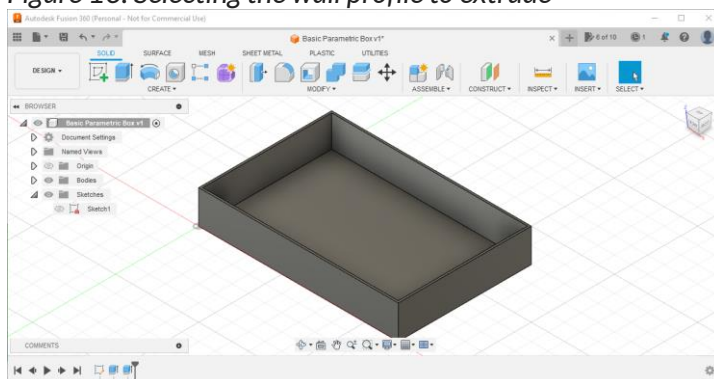 Figure 16: Selecting the wall profile to extrude
Autodesk Fusion 360 (Personal - Not for Commercial Use)
Basic Parametric Box v1*
6 of 10
1
SOLID SURFACE MESH SHEET METAL PLASTIC UTILITIES
DESIGN
CREATE MODIFY ASSEMBLE CONSTRUCT INSPECT INSERT SELECT
BROWSER
Basic Parametric Box v1
Document Settings
Named Views
Origin
Bodies
Sketches
Sketch1
COMMENTS